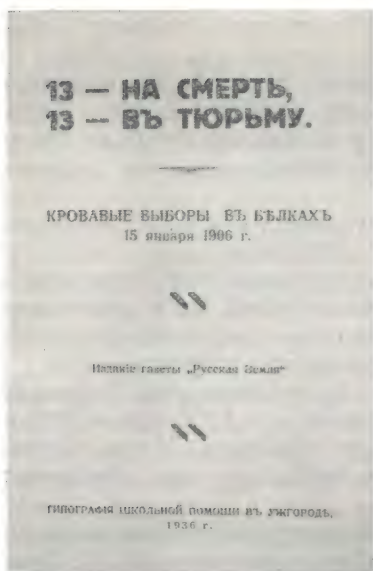 13 — НА СМЕРТЬ,
13 — ВЪ ТЮРЬМУ.
КРОВАВЫЕ ВЫБОРЫ ВЪ БѢЛКАХЪ
15 января 1906 г.
Изданіе газеты „Русская Земля“
ТИПОГРАФІЯ ШКОЛЬНОЙ ПОМОЩИ ВЪ УЖГОРОДѢ,
1936 г.